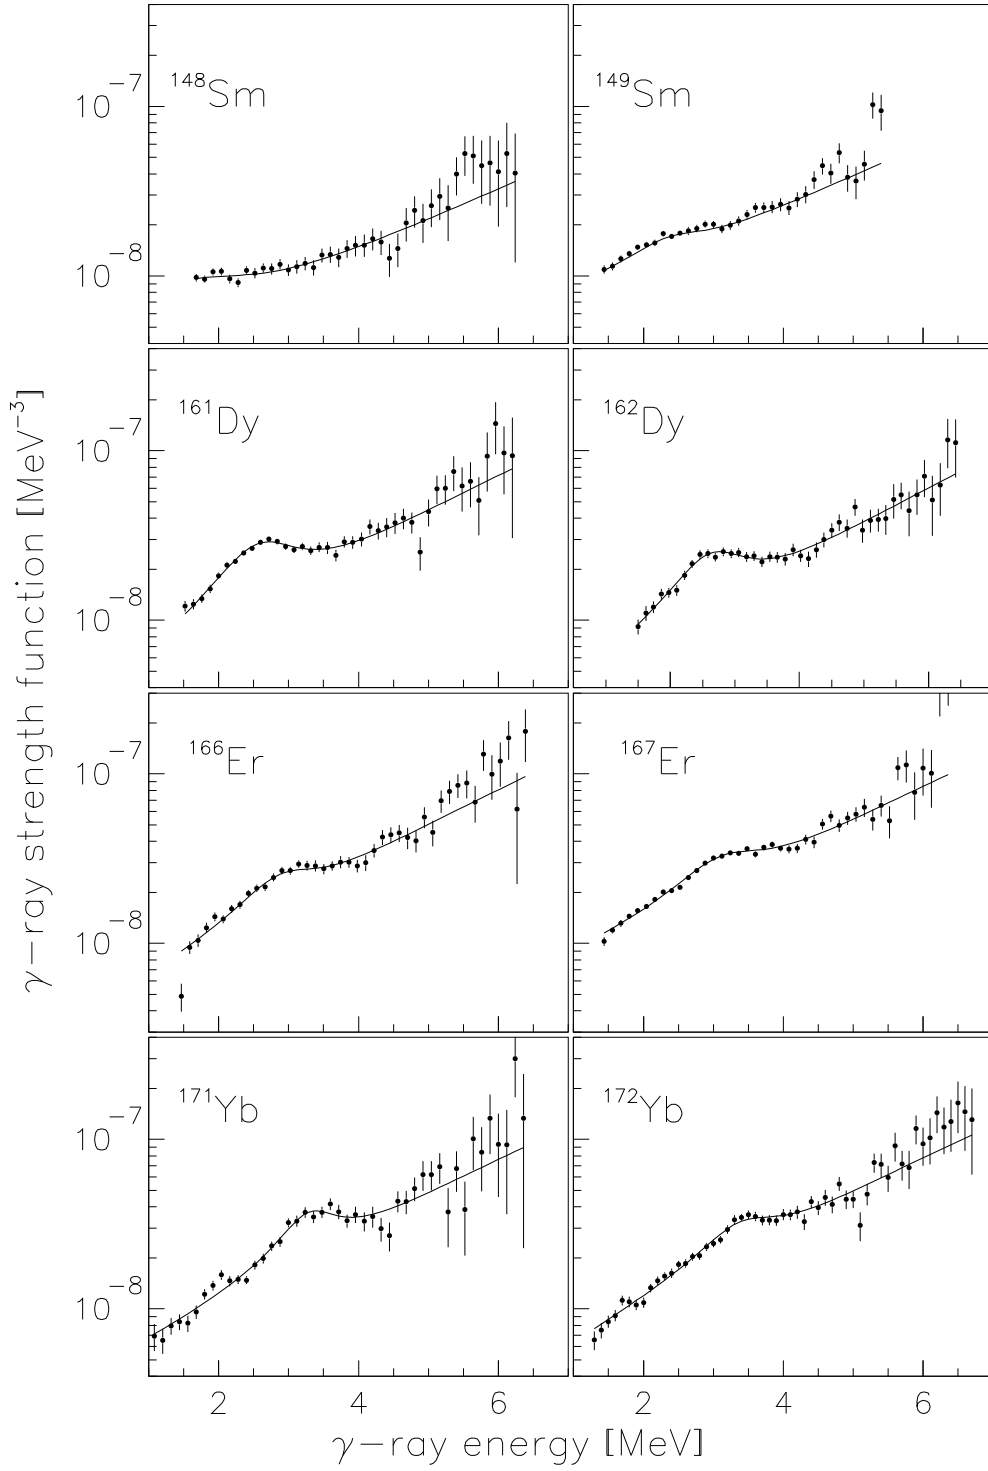 γ−ray strength function [MeV⁻³]
10⁻⁷
10⁻⁸
¹⁴⁸Sm
¹⁴⁹Sm
10⁻⁷
10⁻⁸
¹⁶¹Dy
¹⁶²Dy
10⁻⁷
10⁻⁸
¹⁶⁶Er
¹⁶⁷Er
10⁻⁷
10⁻⁸
¹⁷¹Yb
¹⁷²Yb
2 4 6 2 4 6
γ−ray energy [MeV]